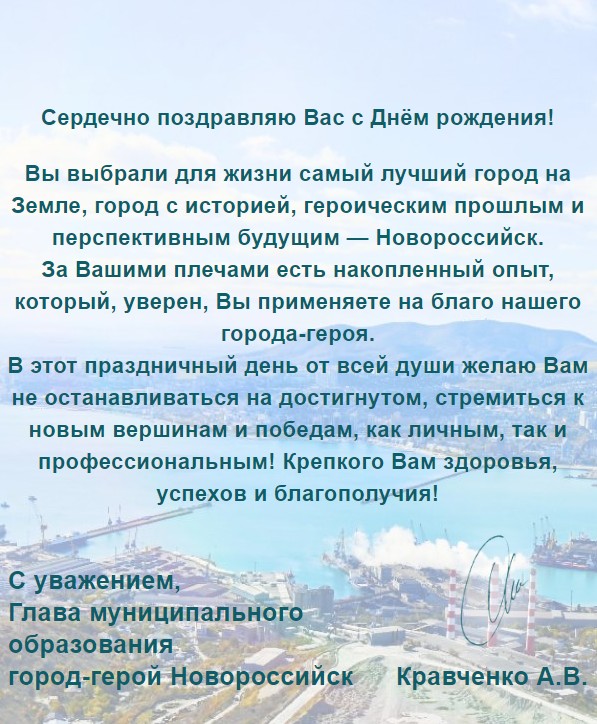 Сердечно поздравляю Вас с Днём рождения!
Вы выбрали для жизни самый лучший город на
Земле, город с историей, героическим прошлым и
перспективным будущим — Новороссийск.
За Вашими плечами есть накопленный опыт,
который, уверен, Вы применяете на благо нашего
города-героя.
В этот праздничный день от всей души желаю Вам
не останавливаться на достигнутом, стремиться к
новым вершинам и победам, как личным, так и
профессиональным! Крепкого Вам здоровья,
успехов и благополучия!
С уважением,
Глава муниципального
образования
город-герой Новороссийск Кравченко А.В.